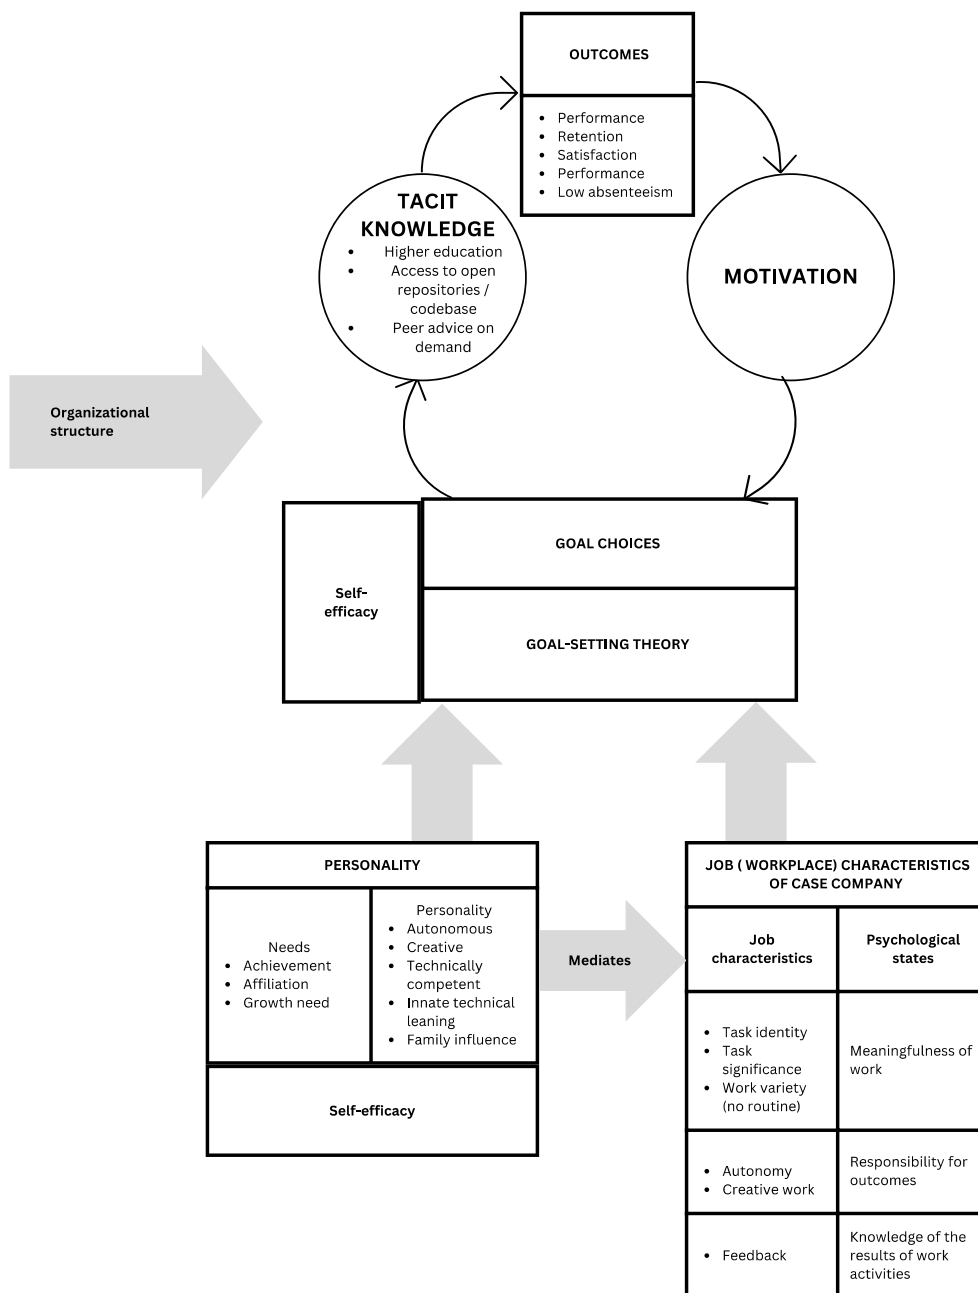 OUTCOMES
• Performance
• Retention
• Satisfaction
• Performance
• Low absenteeism
TACIT
KNOWLEDGE
• Higher education
• Access to open
repositories /
codebase
• Peer advice on
demand
MOTIVATION
Organizational
structure
Self-
efficacy
GOAL CHOICES
GOAL-SETTING THEORY
PERSONALITY
Needs
• Achievement
• Affiliation
• Growth need
Personality
• Autonomous
• Creative
• Technically
competent
• Innate technical
leaning
• Family influence
Self-efficacy
Mediates
JOB ( WORKPLACE) CHARACTERISTICS
OF CASE COMPANY
Job
characteristics
Psychological
states
• Task identity
• Task
significance
• Work variety
(no routine)
Meaningfulness of
work
• Autonomy
• Creative work
Responsibility for
outcomes
• Feedback
Knowledge of the
results of work
activities